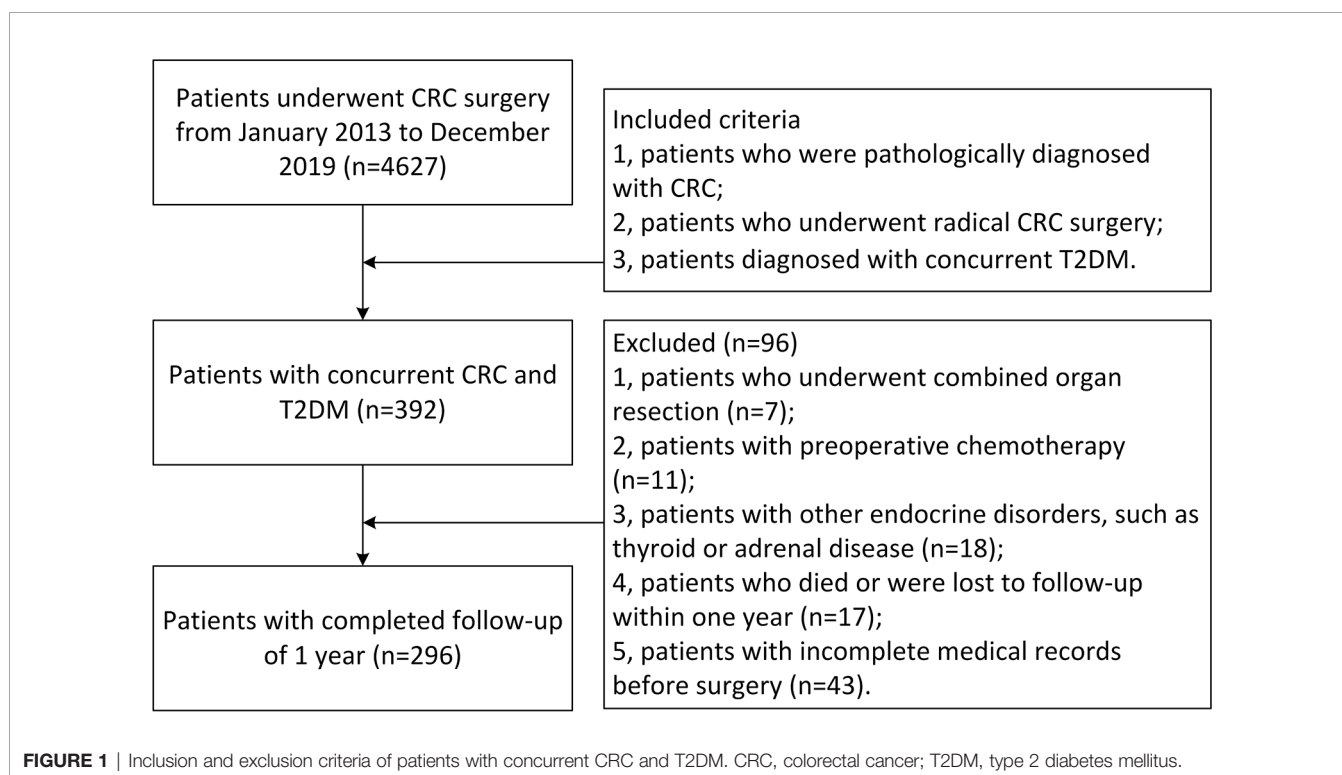 Patients underwent CRC surgery
from January 2013 to December
2019 (n=4627)
Included criteria
1, patients who were pathologically diagnosed
with CRC;
2, patients who underwent radical CRC surgery;
3, patients diagnosed with concurrent T2DM.
Patients with concurrent CRC and
T2DM (n=392)
Excluded (n=96)
1, patients who underwent combined organ
resection (n=7);
2, patients with preoperative chemotherapy
(n=11);
3, patients with other endocrine disorders, such as
thyroid or adrenal disease (n=18);
4, patients who died or were lost to follow-up
within one year (n=17);
5, patients with incomplete medical records
before surgery (n=43).
Patients with completed follow-up
of 1 year (n=296)
FIGURE 1 | Inclusion and exclusion criteria of patients with concurrent CRC and T2DM. CRC, colorectal cancer; T2DM, type 2 diabetes mellitus.